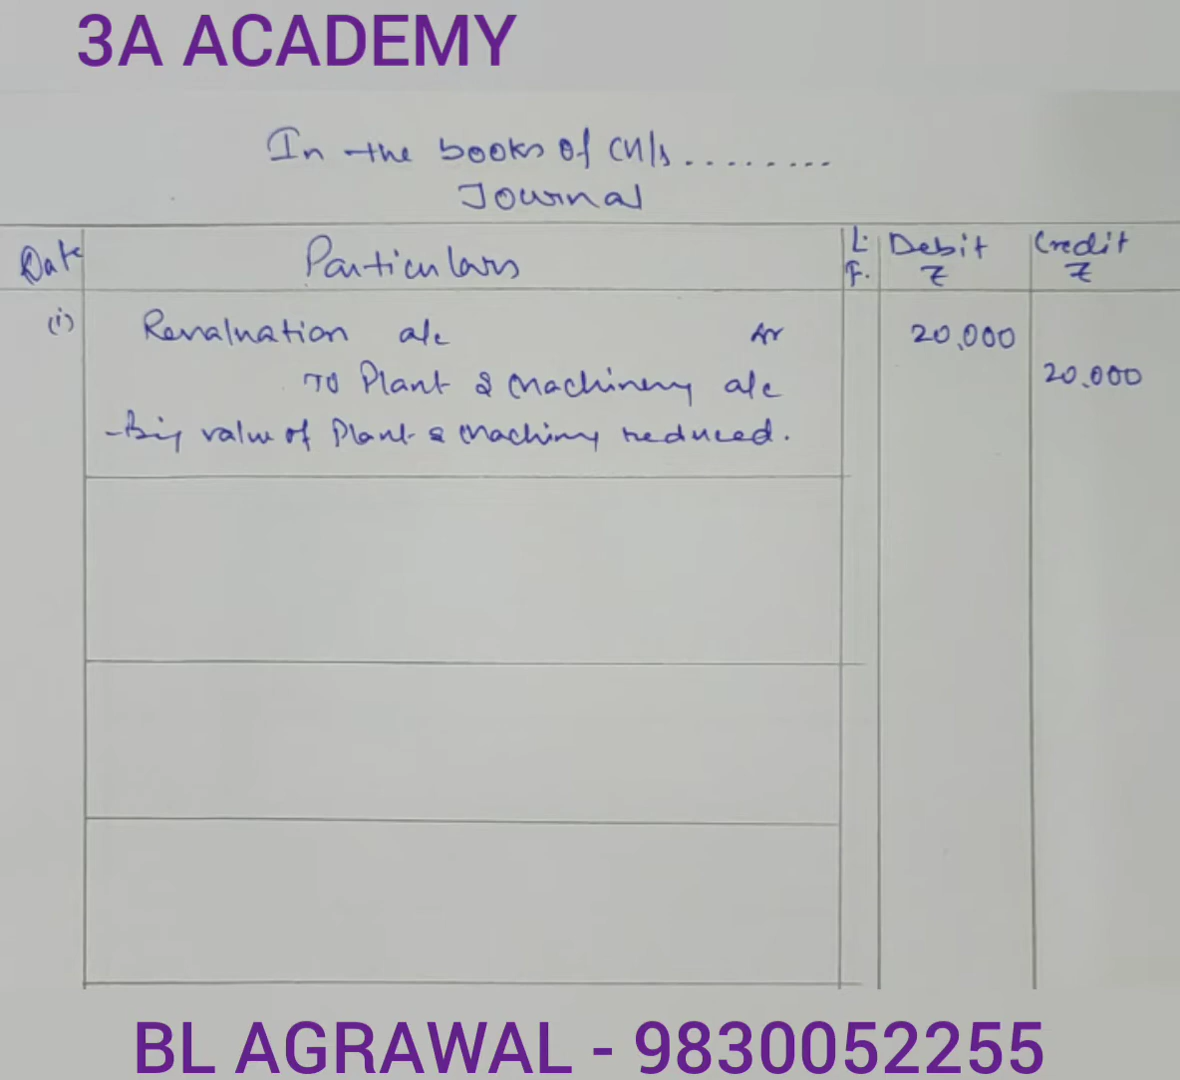 3A ACADEMY
In the books of M/s.........
Journal
Date Particulars L.F. Debit ₹ Credit ₹
(i) Revaluation a/c Dr 20,000
To Plant & Machinery a/c 20,000
-Big value of Plant & Machinery reduced.
BL AGRAWAL - 9830052255